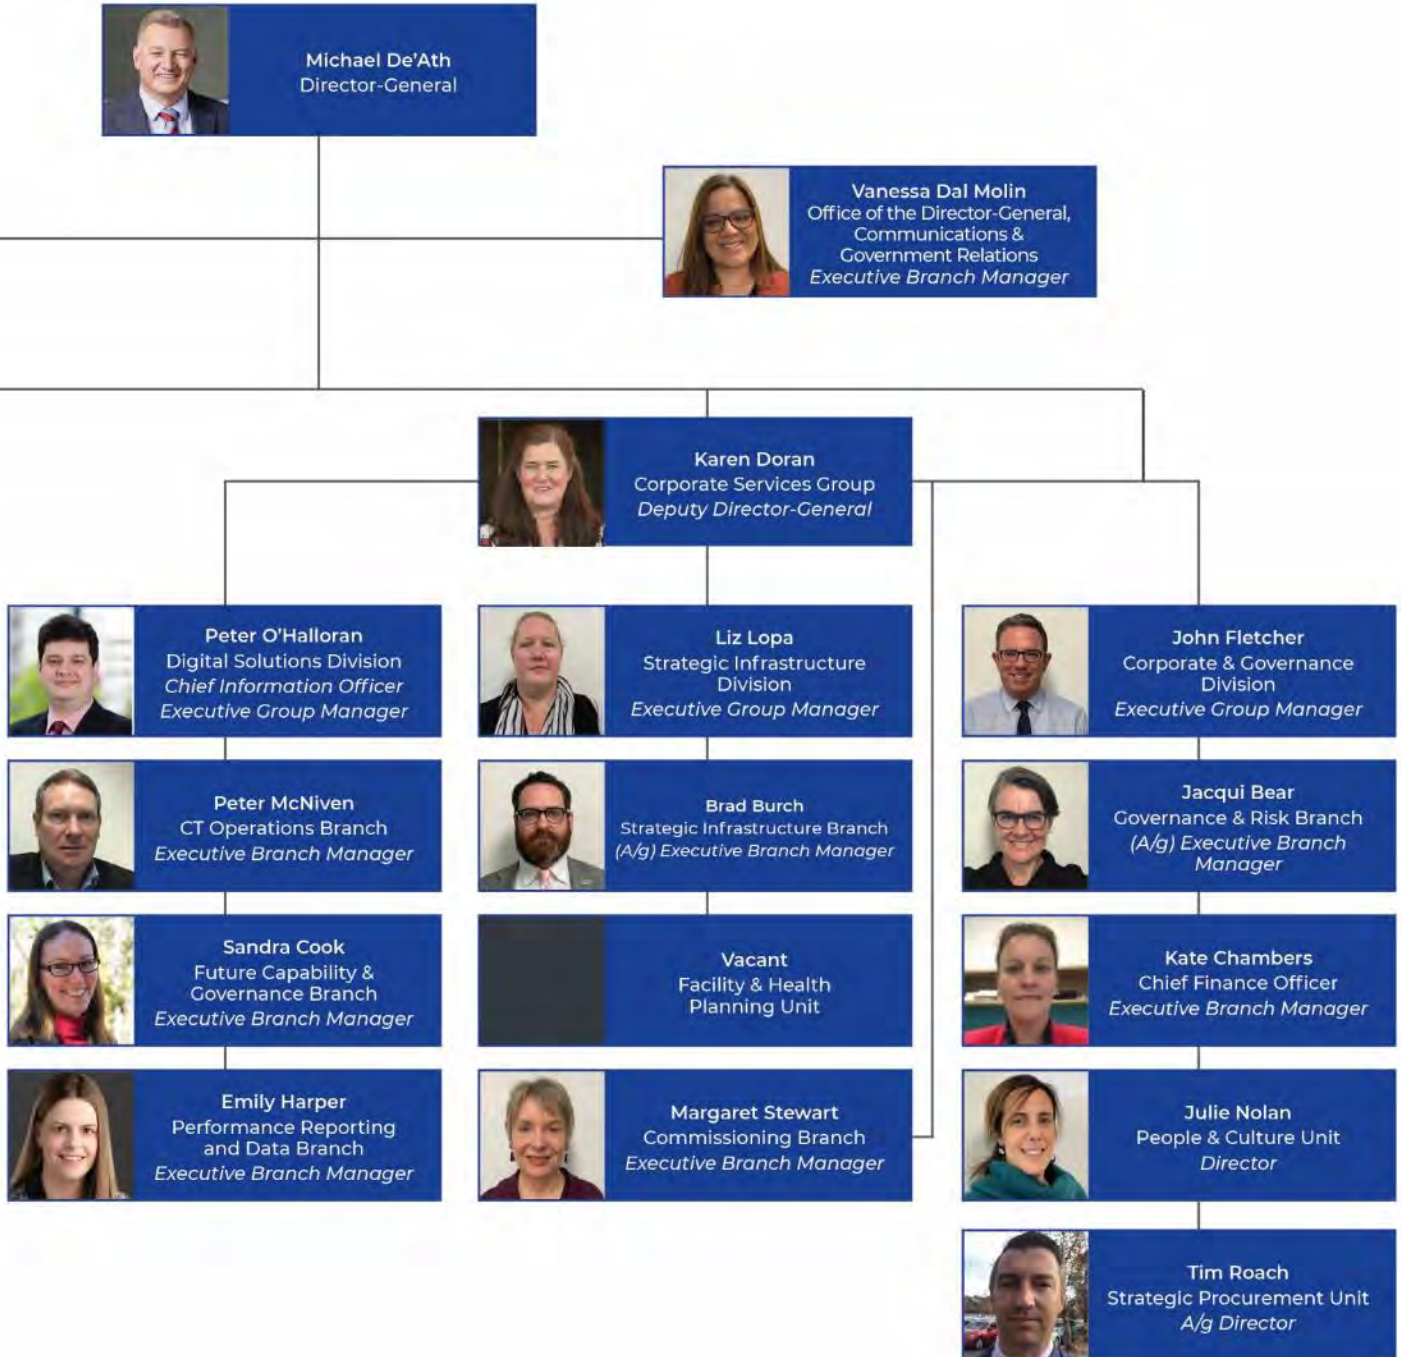 Michael De'Ath
Director-General
Vanessa Dal Molin
Office of the Director-General,
Communications &
Government Relations
Executive Branch Manager
Karen Doran
Corporate Services Group
Deputy Director-General
Peter O'Halloran
Digital Solutions Division
Chief Information Officer
Executive Group Manager
Liz Lopa
Strategic Infrastructure
Division
Executive Group Manager
John Fletcher
Corporate & Governance
Division
Executive Group Manager
Peter McNiven
CT Operations Branch
Executive Branch Manager
Brad Burch
Strategic Infrastructure Branch
(A/g) Executive Branch Manager
Jacqui Bear
Governance & Risk Branch
(A/g) Executive Branch
Manager
Sandra Cook
Future Capability &
Governance Branch
Executive Branch Manager
Vacant
Facility & Health
Planning Unit
Kate Chambers
Chief Finance Officer
Executive Branch Manager
Emily Harper
Performance Reporting
and Data Branch
Executive Branch Manager
Margaret Stewart
Commissioning Branch
Executive Branch Manager
Julie Nolan
People & Culture Unit
Director
Tim Roach
Strategic Procurement Unit
A/g Director